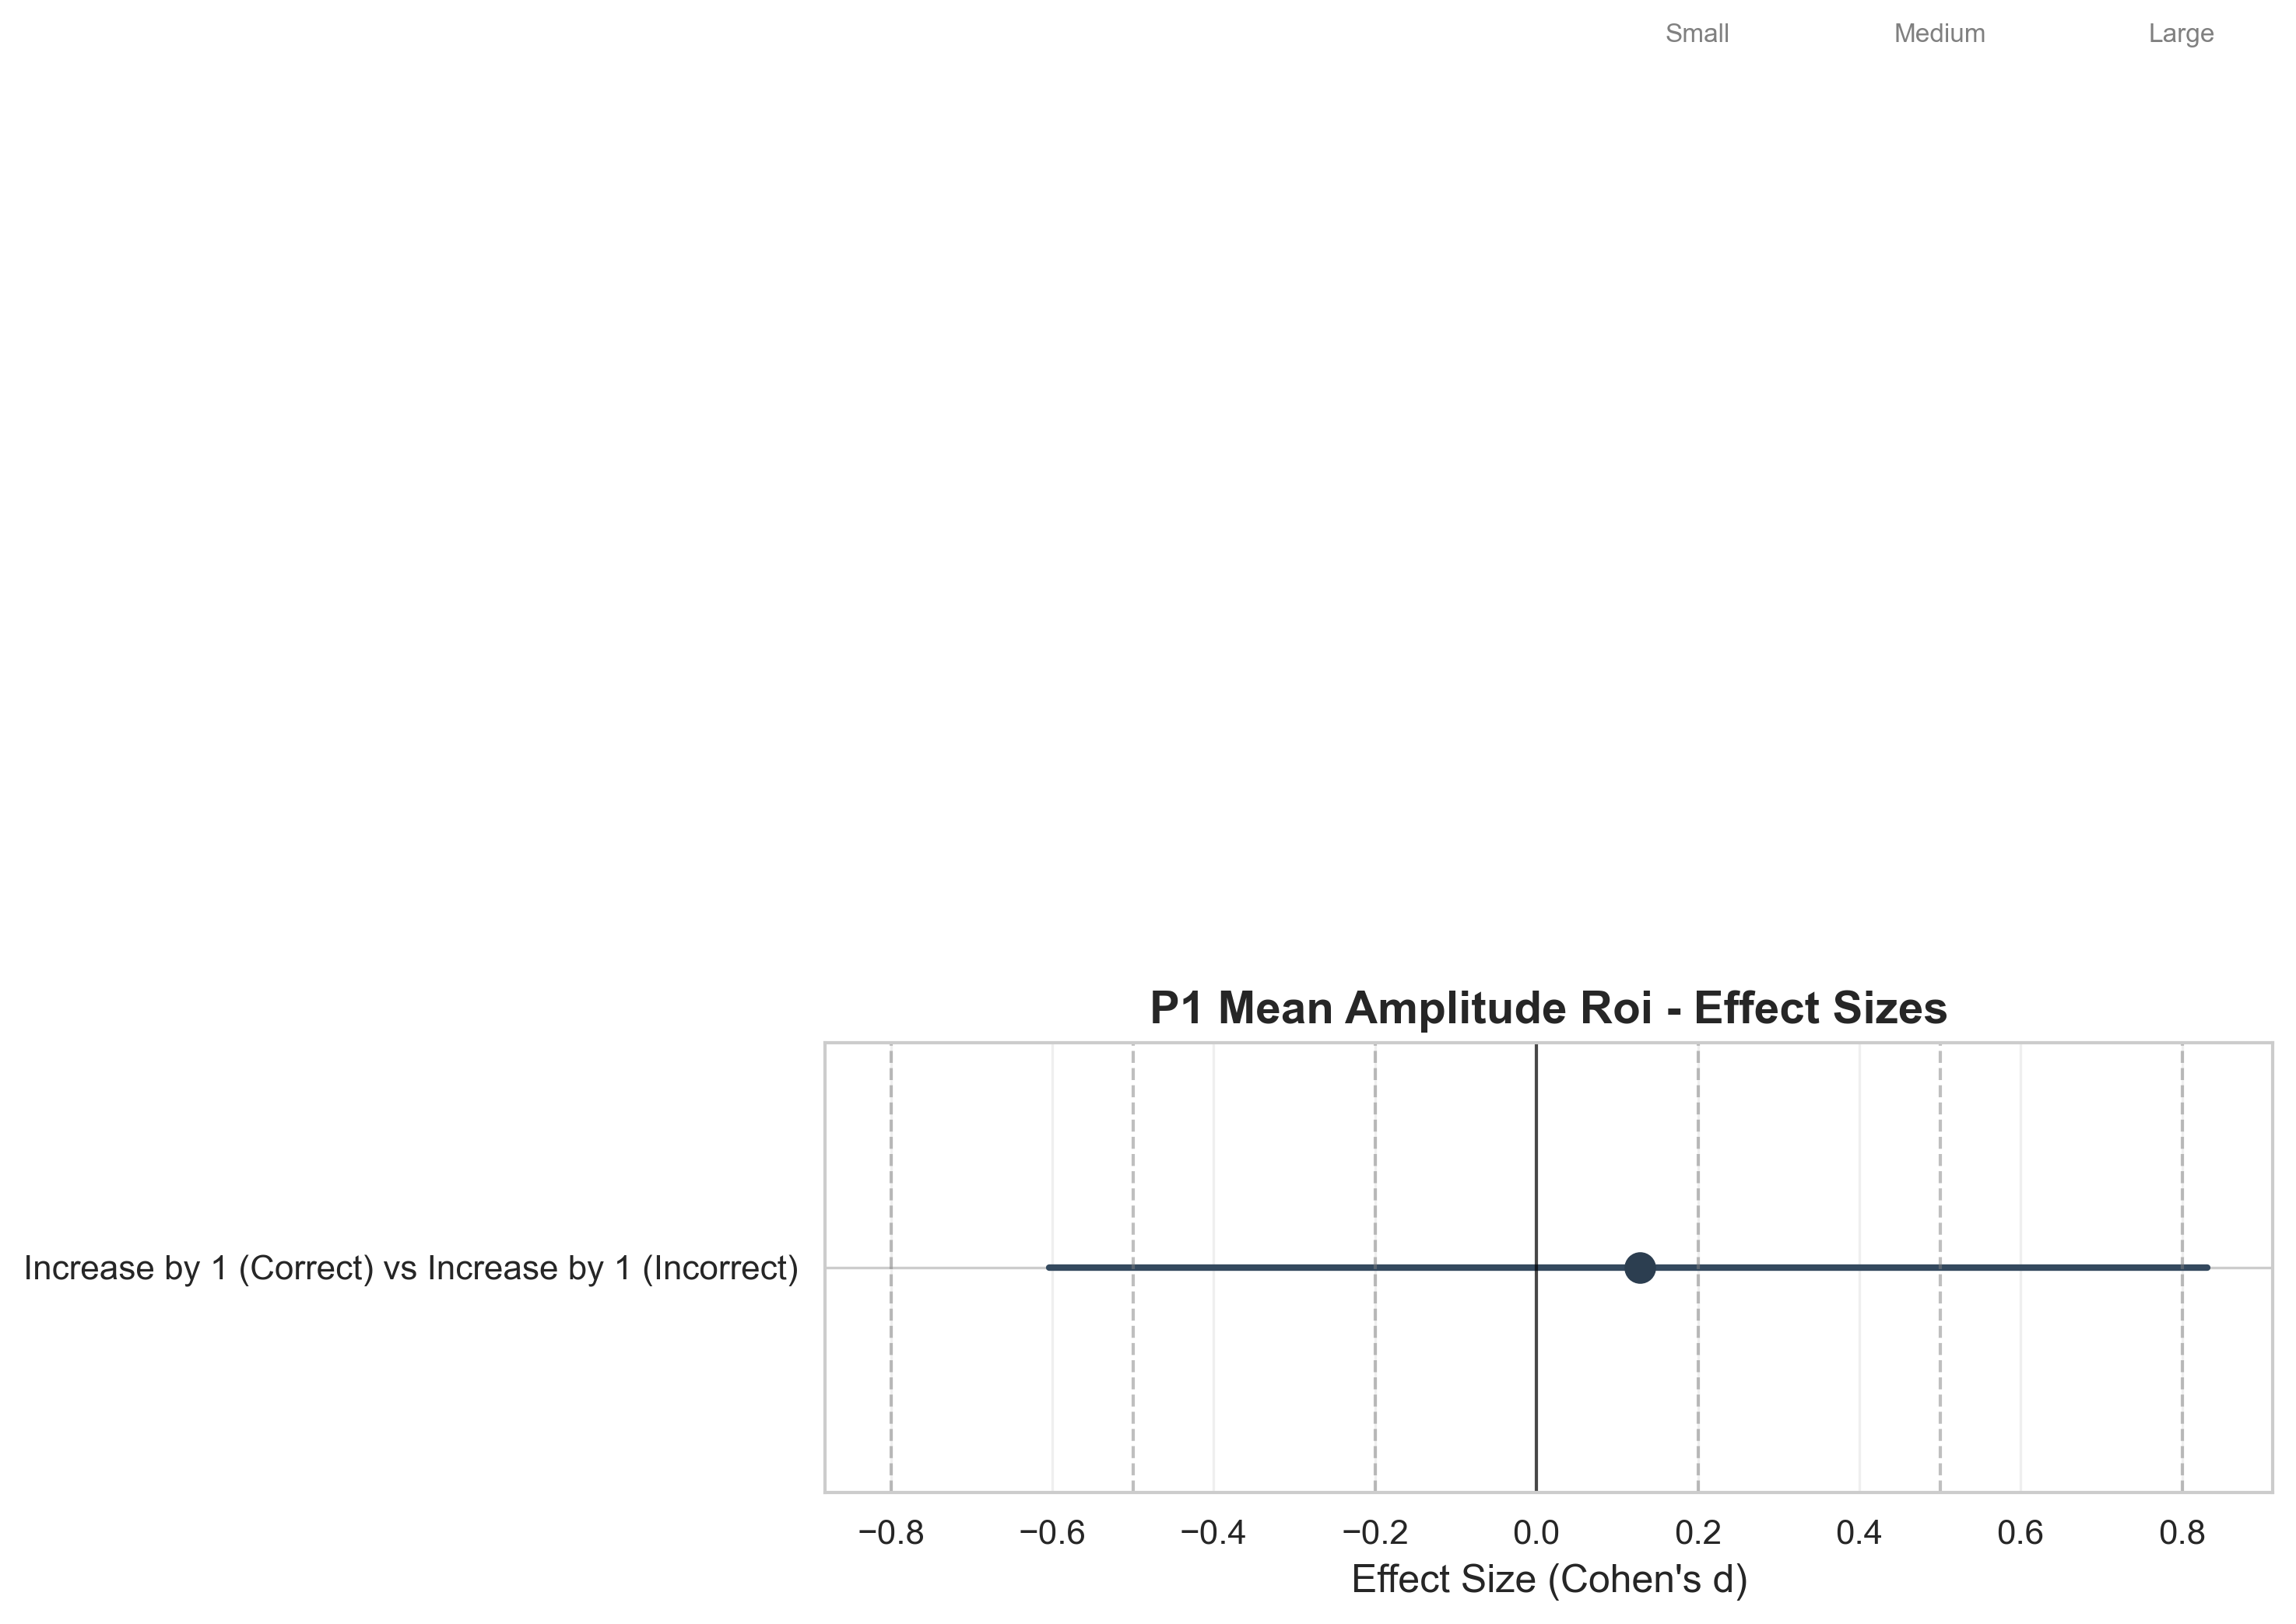 Small Medium Large
P1 Mean Amplitude Roi - Effect Sizes
Increase by 1 (Correct) vs Increase by 1 (Incorrect)
−0.8 −0.6 −0.4 −0.2 0.0 0.2 0.4 0.6 0.8
Effect Size (Cohen's d)